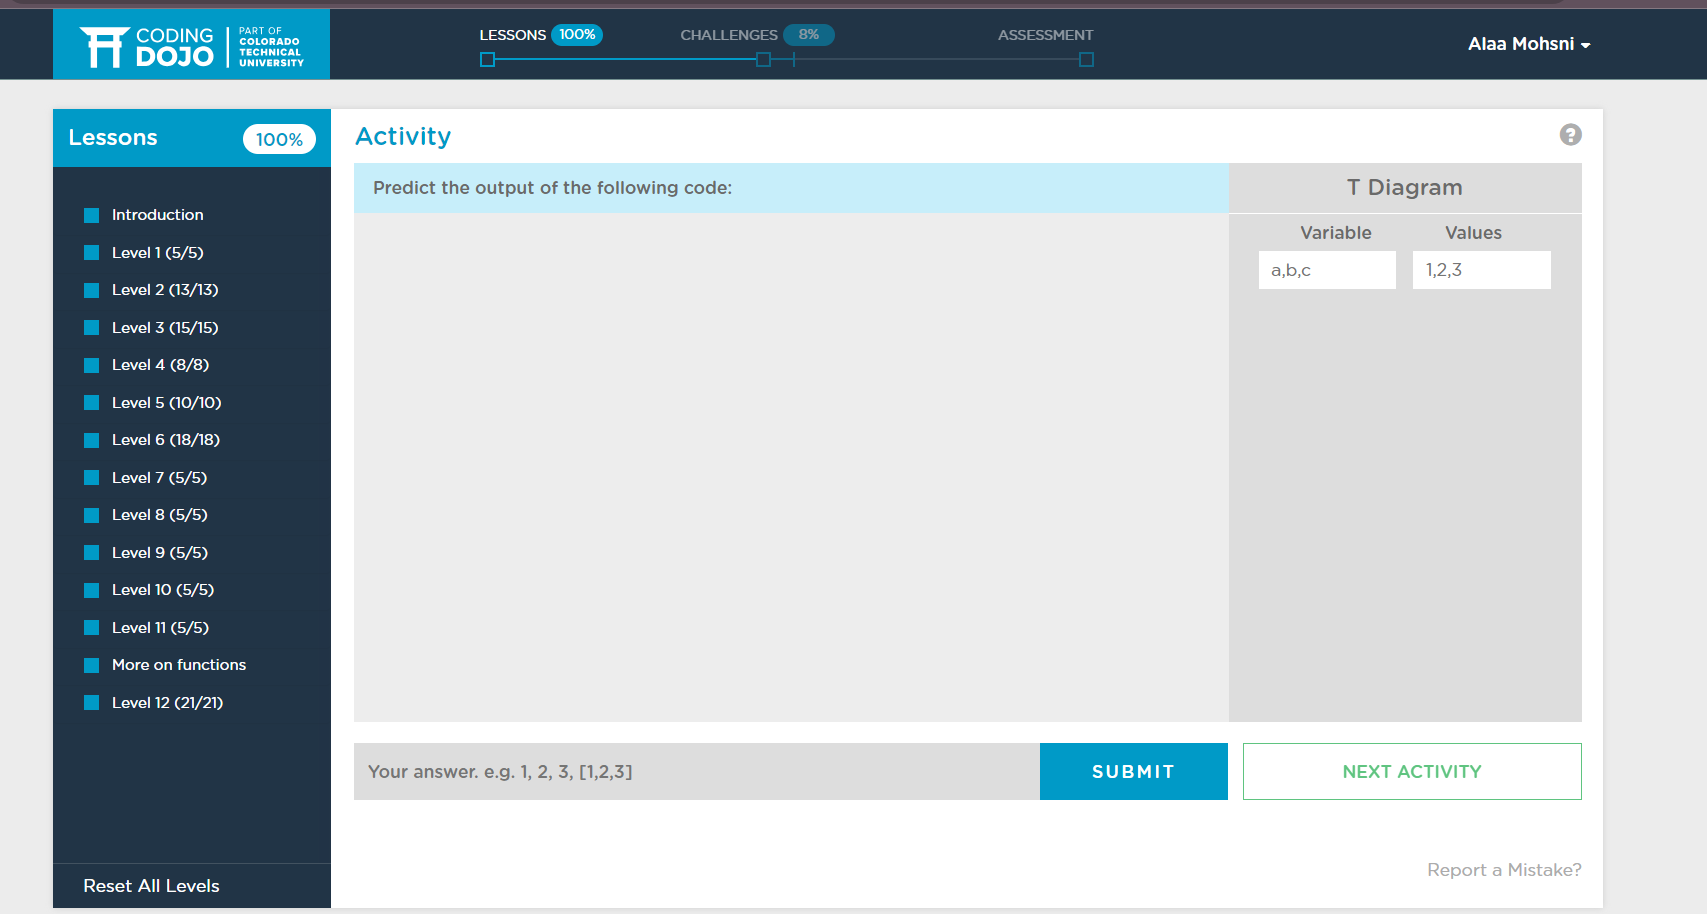 CODING
DOJO
PART OF
COLORADO
TECHNICAL
UNIVERSITY
LESSONS 100%
CHALLENGES 8%
ASSESSMENT
Alaa Mohsni
Lessons 100%
Introduction
Level 1 (5/5)
Level 2 (13/13)
Level 3 (15/15)
Level 4 (8/8)
Level 5 (10/10)
Level 6 (18/18)
Level 7 (5/5)
Level 8 (5/5)
Level 9 (5/5)
Level 10 (5/5)
Level 11 (5/5)
More on functions
Level 12 (21/21)
Reset All Levels
Activity
?
Predict the output of the following code:
T Diagram
Variable Values
a,b,c 1,2,3
Your answer. e.g. 1, 2, 3, [1,2,3]
SUBMIT
NEXT ACTIVITY
Report a Mistake?